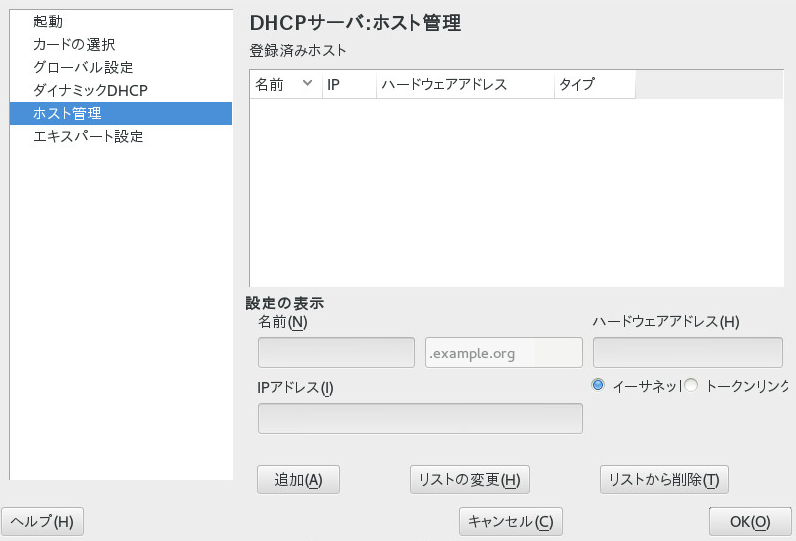 起動
カードの選択
グローバル設定
ダイナミックDHCP
ホスト管理
エキスパート設定
DHCPサーバ:ホスト管理
登録済みホスト
名前 IP ハードウェアアドレス タイプ
設定の表示
名前(N) ハードウェアアドレス(H)
.example.org
IPアドレス(I) イーサネット トークンリンク
追加(A) リストの変更(H) リストから削除(T)
ヘルプ(H) キャンセル(C) OK(O)